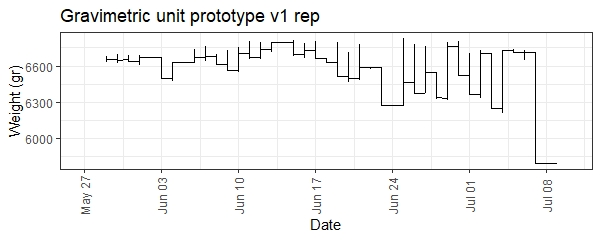 Gravimetric unit prototype v1 rep
Weight (gr)
6600
6300
6000
May 27
Jun 03
Jun 10
Jun 17
Jun 24
Jul 01
Jul 08
Date